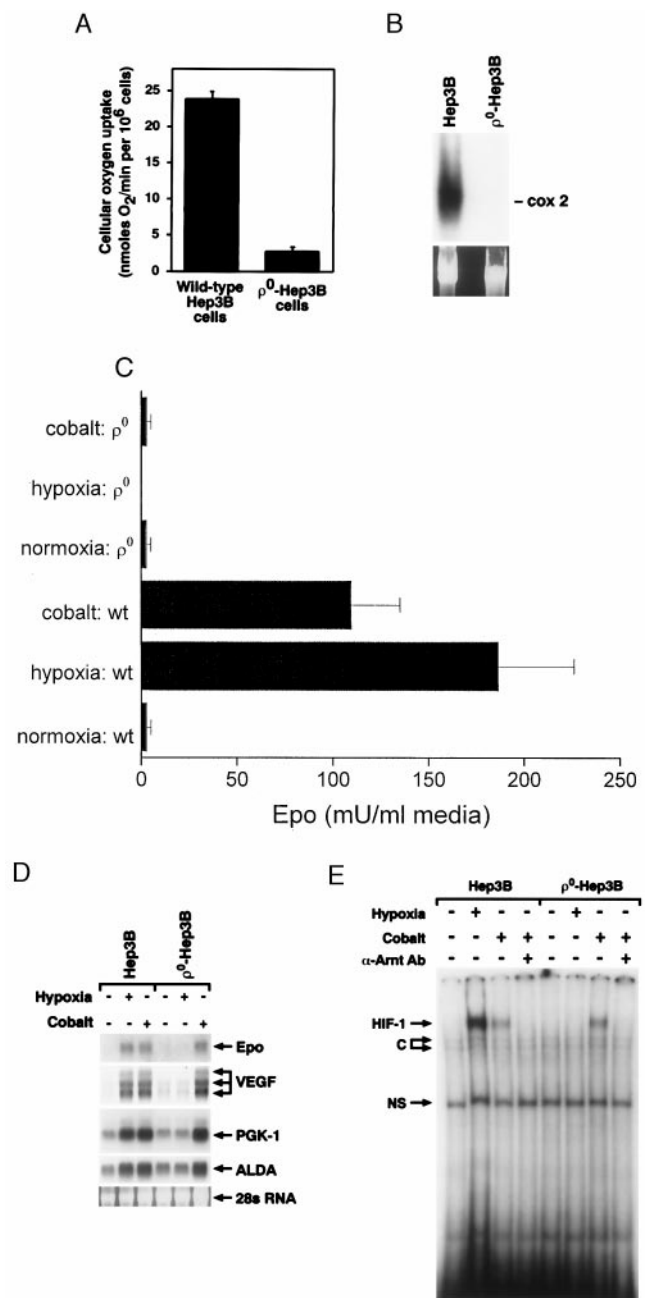 A
Cellular oxygen uptake
(nmoles O2/min per 10⁶ cells)
25
20
15
10
5
0
Wild-type
Hep3B
cells
ρ⁰-Hep3B
cells
B
Hep3B
ρ⁰-Hep3B
– cox 2
C
cobalt: ρ⁰
hypoxia: ρ⁰
normoxia: ρ⁰
cobalt: wt
hypoxia: wt
normoxia: wt
0 50 100 150 200 250
Epo (mU/ml media)
D
Hep3B
ρ⁰-Hep3B
Hypoxia - + - - + -
Cobalt - - + - - +
Epo
VEGF
PGK-1
ALDA
28s RNA
E
Hep3B ρ⁰-Hep3B
Hypoxia - + - - - + - -
Cobalt - - + + - - + +
α-Arnt Ab - - - + - - - +
HIF-1
C
NS